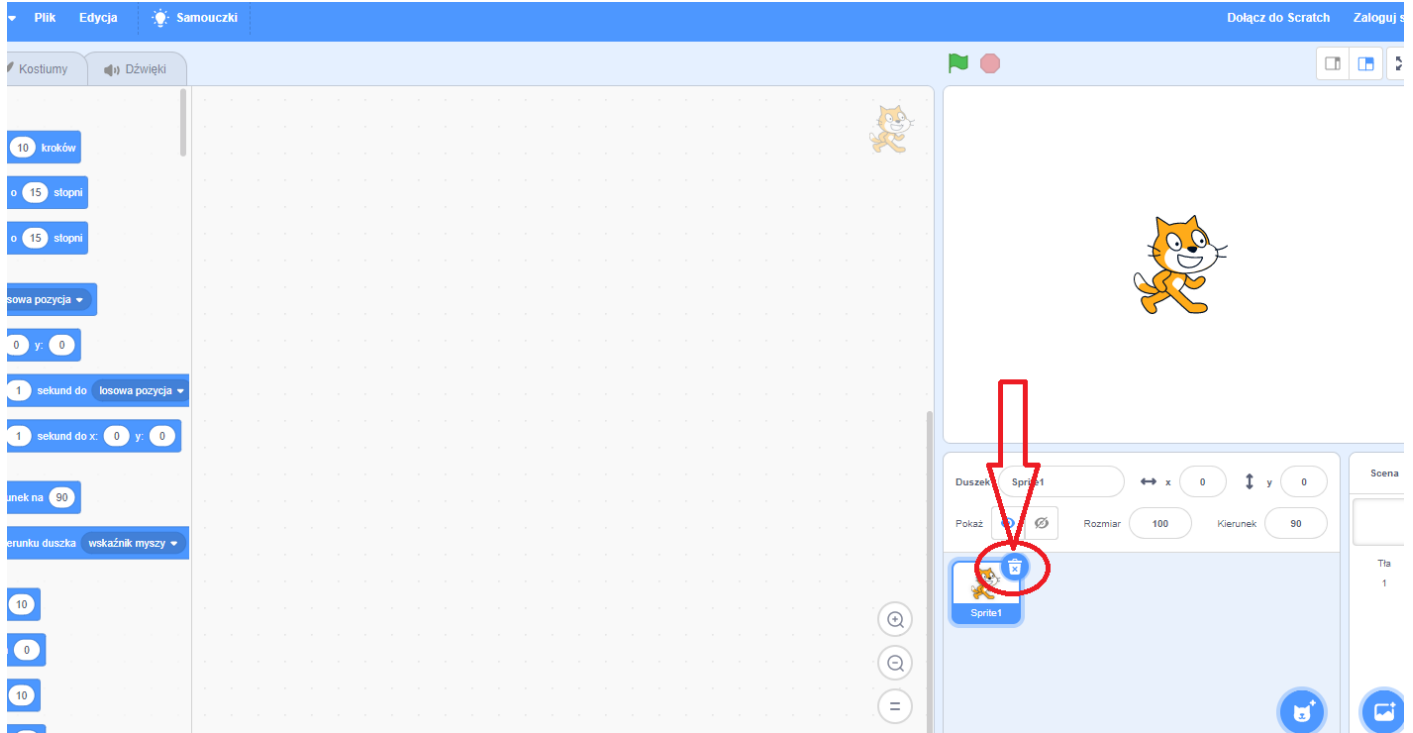 Plik Edycja Samouczki Dołącz do Scratch Zaloguj s
Kostiumy Dźwięki
10 kroków
o 15 stopni
o 15 stopni
sowa pozycja
0 y: 0
1 sekund do losowa pozycja
1 sekund do x: 0 y: 0
unek na 90
erunku duszka wskaźnik myszy
10
0
10
Duszek Sprite1 x 0 y 0
Pokaż Rozmiar 100 Kierunek 90
Sprite1
Scena
Tła
1